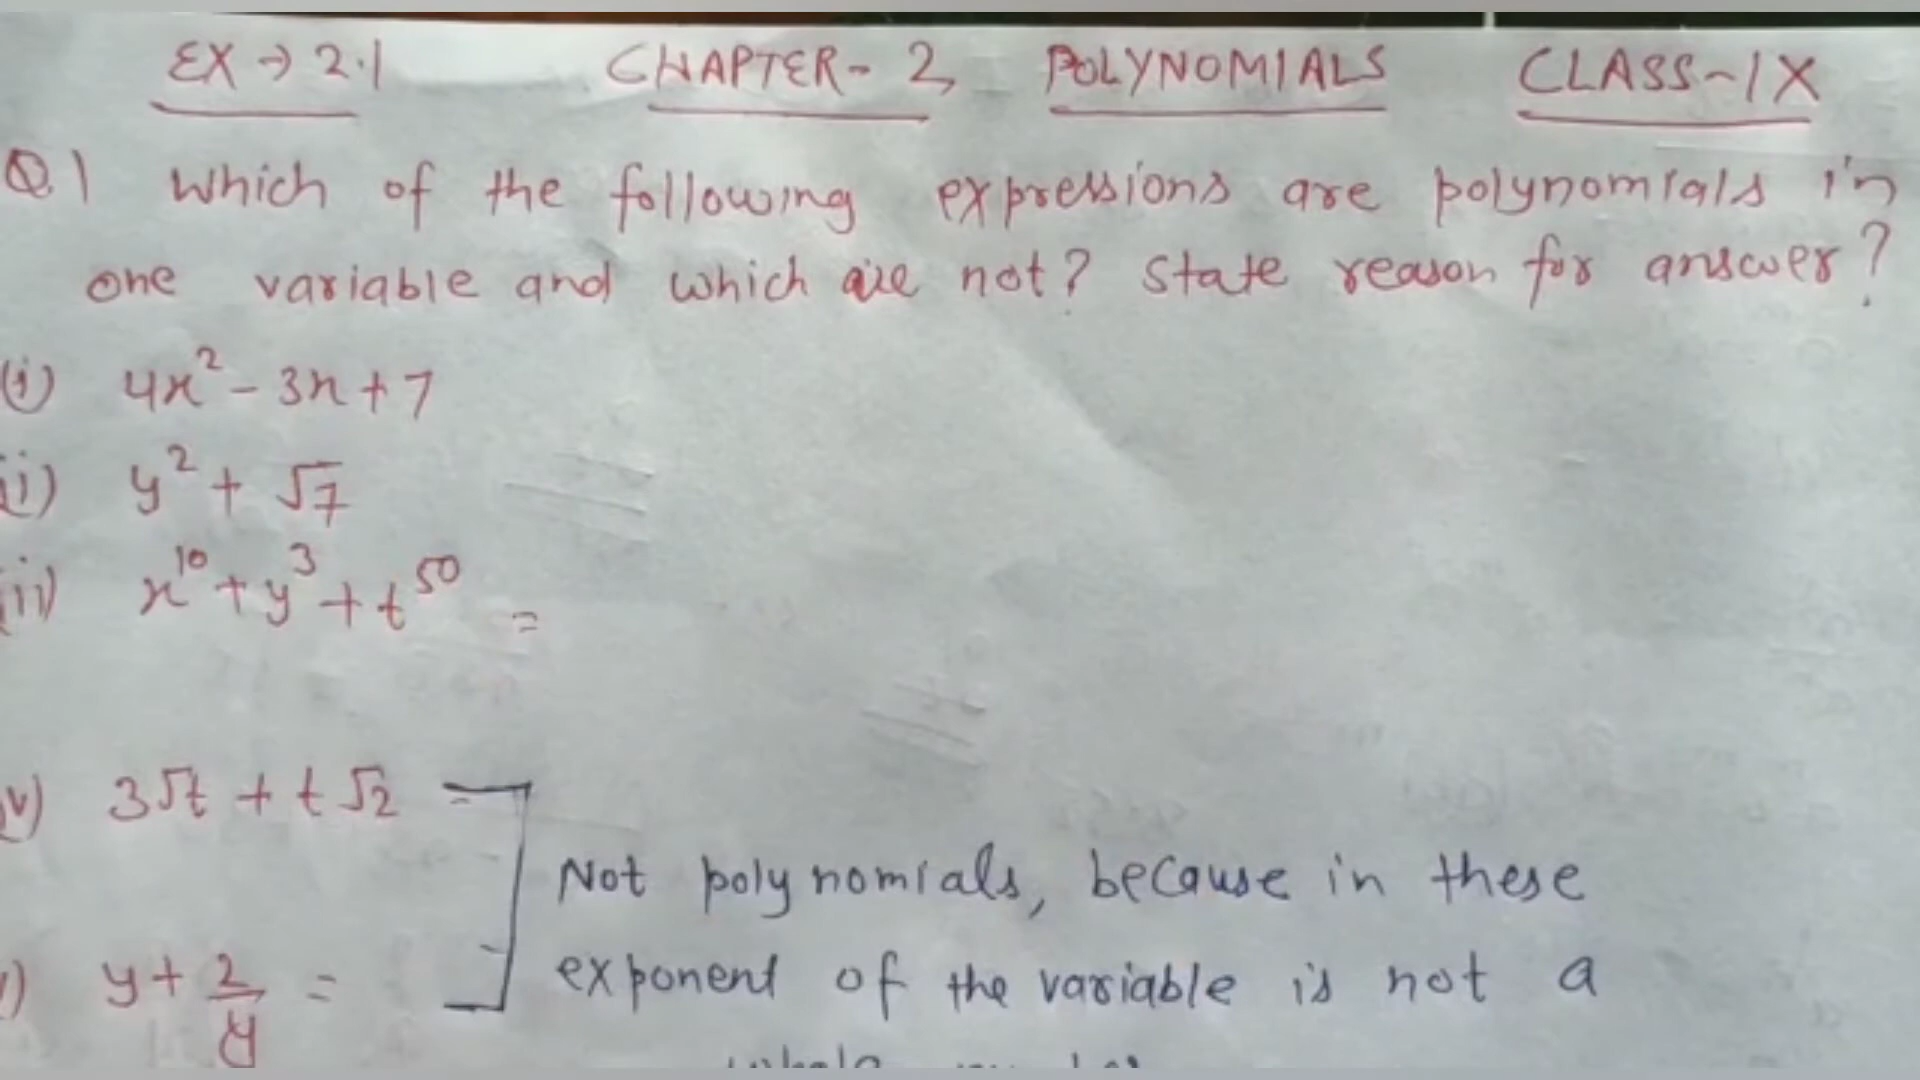 EX → 2.1 CHAPTER - 2 POLYNOMIALS CLASS - IX
Q.1 Which of the following expressions are polynomials in
one variable and which are not? State reason for answer?
(i) 4x² - 3x + 7
ii) y² + √7
iii) x¹⁰ + y³ + t⁵⁰ =
iv) 3√t + t√2 =
Not polynomials, because in these
v) y + 2/y =
exponent of the variable is not a